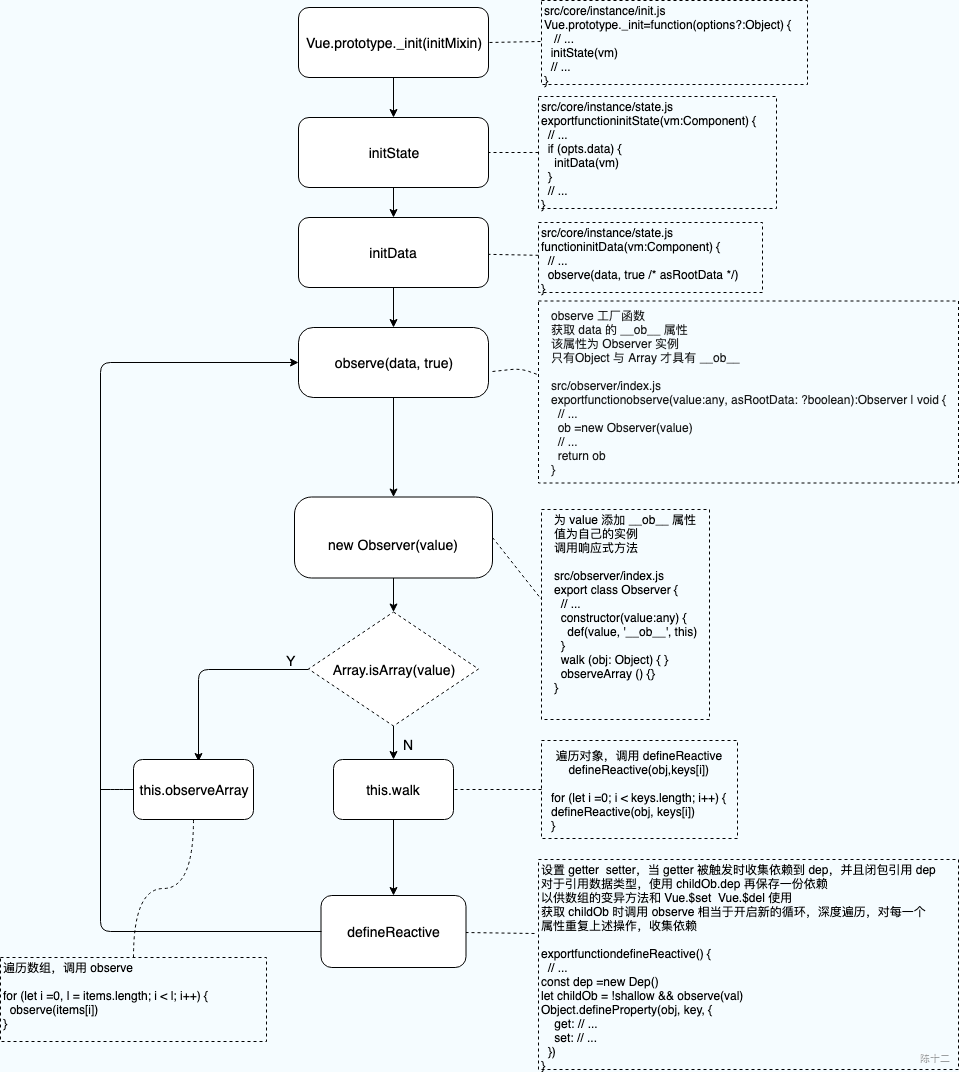 Vue.prototype._init(initMixin)
src/core/instance/init.js
Vue.prototype._init=function(options?:Object) {
// ...
initState(vm)
// ...
}
initState
src/core/instance/state.js
exportfunctioninitState(vm:Component) {
// ...
if (opts.data) {
initData(vm)
}
// ...
}
initData
src/core/instance/state.js
functioninitData(vm:Component) {
// ...
observe(data, true /* asRootData */)
}
observe(data, true)
observe 工厂函数
获取 data 的 __ob__ 属性
该属性为 Observer 实例
只有Object 与 Array 才具有 __ob__
src/observer/index.js
exportfunctionobserve(value:any, asRootData: ?boolean):Observer | void {
// ...
ob =new Observer(value)
// ...
return ob
}
new Observer(value)
为 value 添加 __ob__ 属性
值为自己的实例
调用响应式方法
src/observer/index.js
export class Observer {
// ...
constructor(value:any) {
def(value, '__ob__', this)
}
walk (obj: Object) { }
observeArray () {}
}
Array.isArray(value)
Y
N
this.observeArray
this.walk
遍历对象，调用 defineReactive
defineReactive(obj,keys[i])
for (let i =0; i < keys.length; i++) {
defineReactive(obj, keys[i])
}
defineReactive
设置 getter  setter，当 getter 被触发时收集依赖到 dep，并且闭包引用 dep
对于引用数据类型，使用 childOb.dep 再保存一份依赖
以供数组的变异方法和 Vue.$set  Vue.$del 使用
获取 childOb 时调用 observe 相当于开启新的循环，深度遍历，对每一个
属性重复上述操作，收集依赖
exportfunctiondefineReactive() {
// ...
const dep =new Dep()
let childOb = !shallow && observe(val)
Object.defineProperty(obj, key, {
get: // ...
set: // ...
})
}
遍历数组，调用 observe
for (let i =0, l = items.length; i < l; i++) {
observe(items[i])
}
陈十二